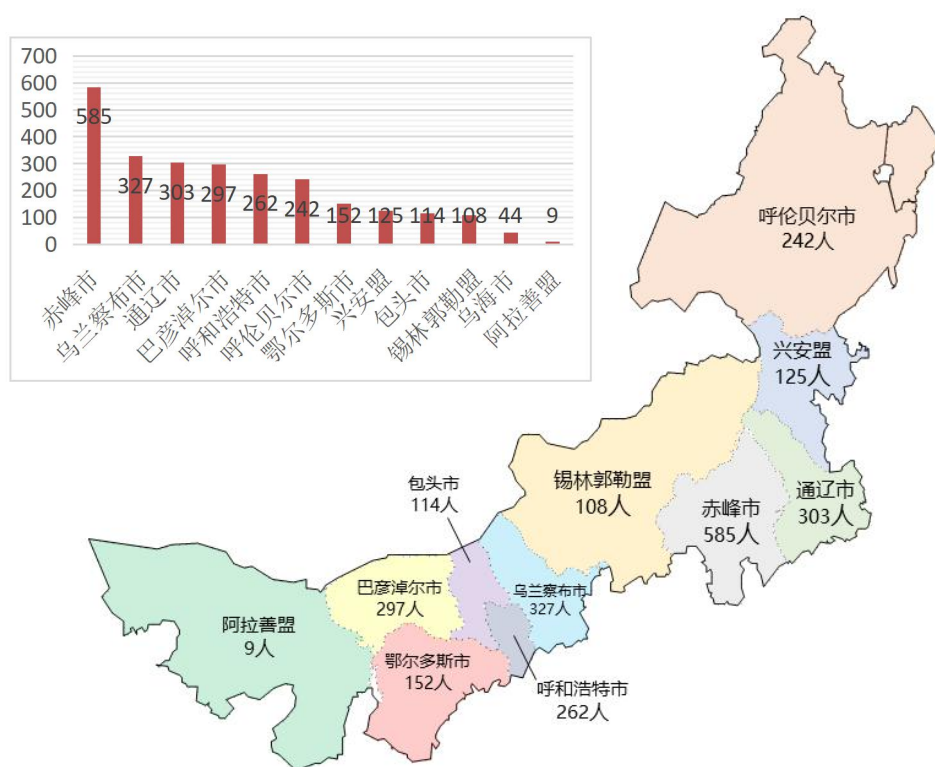 700
600
500
400
300
200
100
0
585
327
303
297
262
242
152
125
114
108
44
9
赤峰市
乌兰察布市
通辽市
巴彦淖尔市
呼和浩特市
呼伦贝尔市
鄂尔多斯市
兴安盟
包头市
锡林郭勒盟
乌海市
阿拉善盟
呼伦贝尔市
242人
兴安盟
125人
锡林郭勒盟
108人
通辽市
303人
赤峰市
585人
包头市
114人
巴彦淖尔市
297人
乌兰察布市
327人
阿拉善盟
9人
鄂尔多斯市
152人
呼和浩特市
262人